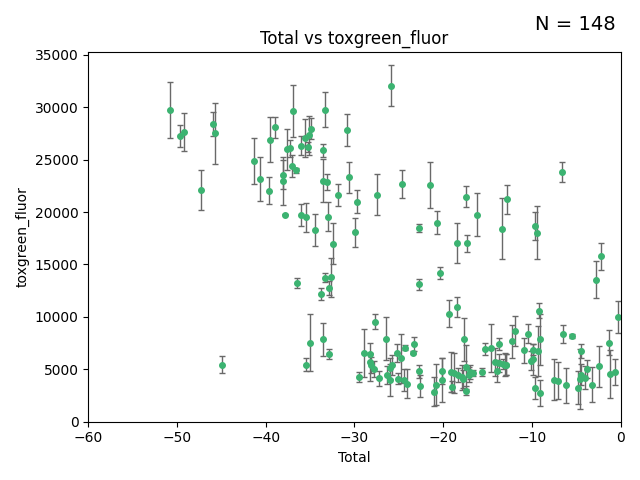 N = 148
Total vs toxgreen_fluor
35000
30000
25000
20000
15000
10000
5000
0
toxgreen_fluor
−60 −50 −40 −30 −20 −10 0
Total